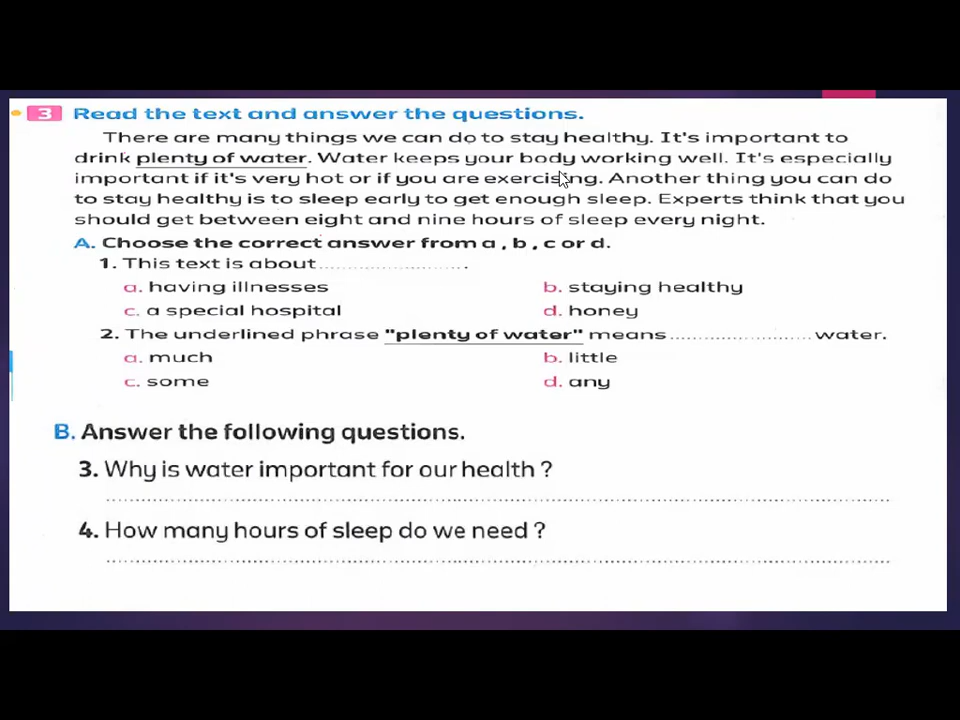 3 Read the text and answer the questions.
There are many things we can do to stay healthy. It's important to
drink plenty of water. Water keeps your body working well. It's especially
important if it's very hot or if you are exercising. Another thing you can do
to stay healthy is to sleep early to get enough sleep. Experts think that you
should get between eight and nine hours of sleep every night.
A. Choose the correct answer from a , b , c or d.
1. This text is about ........................ .
a. having illnesses b. staying healthy
c. a special hospital d. honey
2. The underlined phrase "plenty of water" means ........................ water.
a. much b. little
c. some d. any
B. Answer the following questions.
3. Why is water important for our health ?
4. How many hours of sleep do we need ?